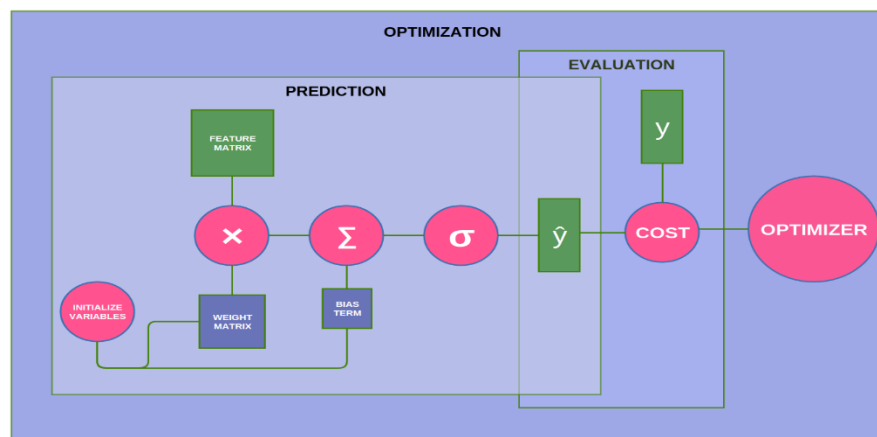 OPTIMIZATION
EVALUATION
PREDICTION
FEATURE
MATRIX
y
×
Σ
σ
ŷ
COST
OPTIMIZER
INITIALIZE
VARIABLES
WEIGHT
MATRIX
BIAS
TERM